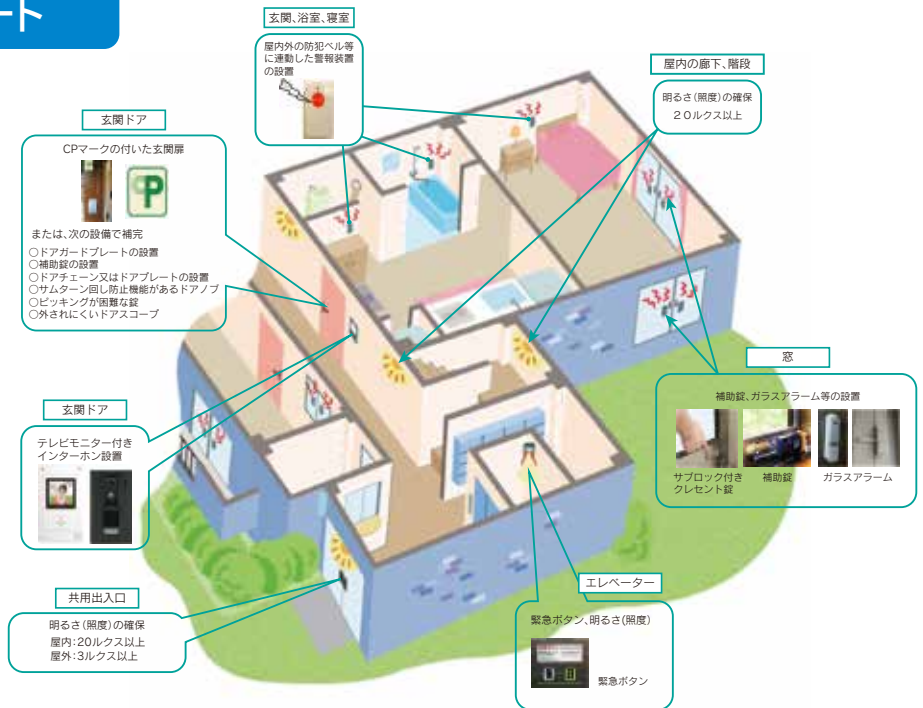 ート
玄関、浴室、寝室
屋内外の防犯ベル等
に連動した警報装置
の設置
屋内の廊下、階段
明るさ(照度)の確保
20ルクス以上
玄関ドア
CPマークの付いた玄関扉
CP
または、次の設備で補完
○ドアガードプレートの設置
○補助錠の設置
○ドアチェーン又はドアプレートの設置
○サムターン回し防止機能があるドアノブ
○ピッキングが困難な錠
○外されにくいドアスコープ
窓
補助錠、ガラスアラーム等の設置
サブロック付き
クレセント錠
補助錠
ガラスアラーム
玄関ドア
テレビモニター付き
インターホン設置
エレベーター
緊急ボタン、明るさ(照度)
緊急ボタン
共用出入口
明るさ(照度)の確保
屋内:20ルクス以上
屋外:3ルクス以上